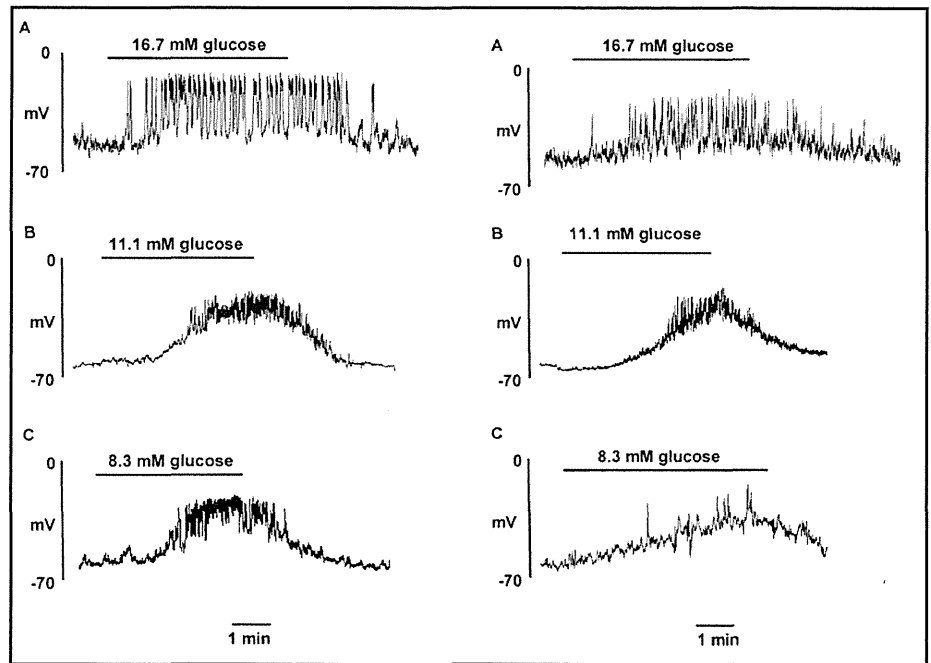 A
16.7 mM glucose
0
mV
-70
B
11.1 mM glucose
0
mV
-70
C
8.3 mM glucose
0
mV
-70
1 min
A
16.7 mM glucose
0
mV
-70
B
11.1 mM glucose
0
mV
-70
C
8.3 mM glucose
0
mV
-70
1 min